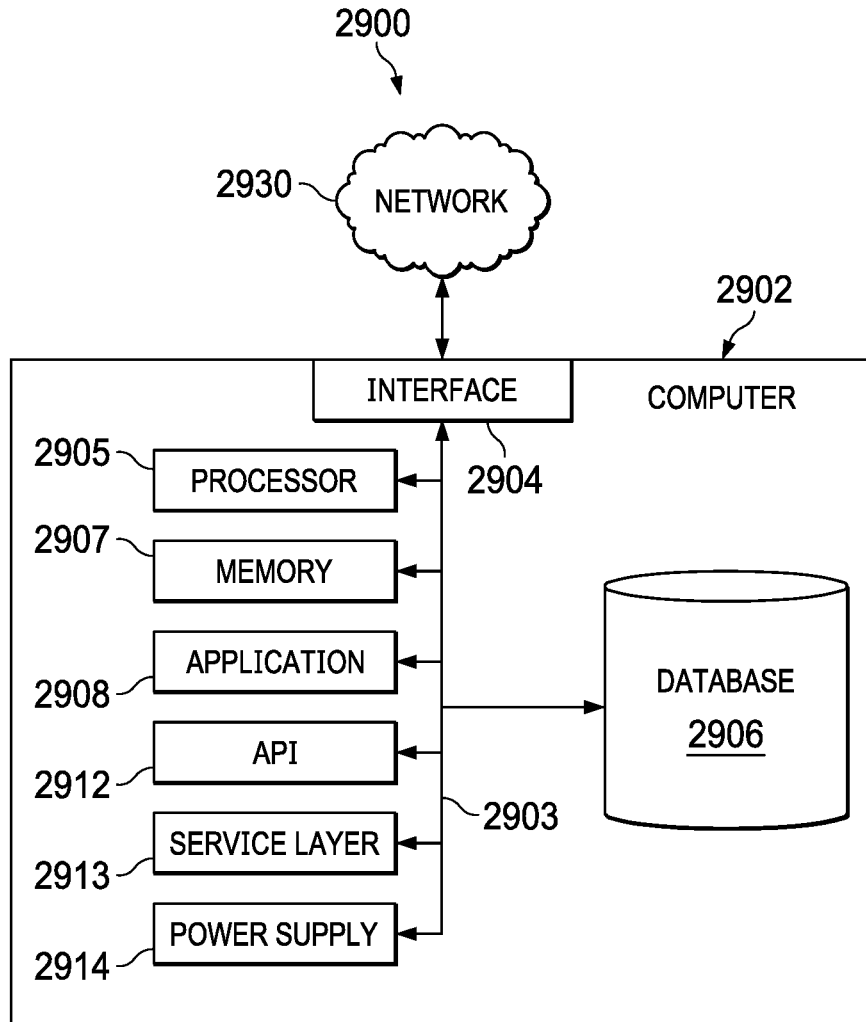 2900
2930
NETWORK
2902
INTERFACE
COMPUTER
2904
2905
PROCESSOR
2907
MEMORY
APPLICATION
2908
DATABASE
2906
API
2912
2903
SERVICE LAYER
2913
POWER SUPPLY
2914